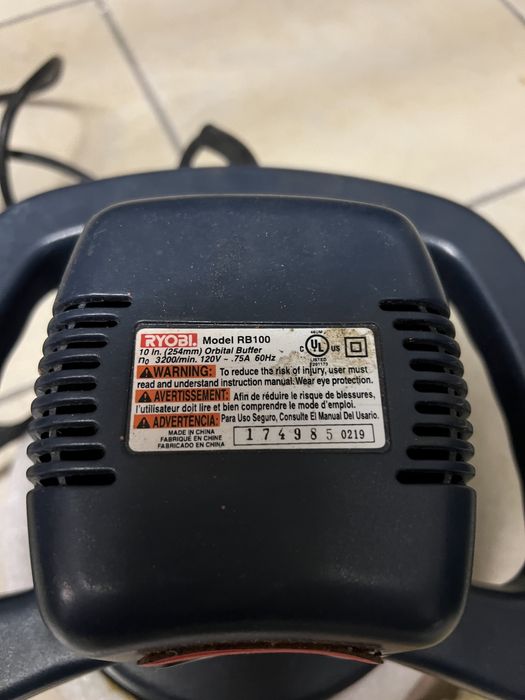 RYOBI. Model RB100
10 In. (254mm) Orbital Buffer
n₀ 3200/min. 120V ~ .75A 60Hz
C UL US
LISTED
WARNING: To reduce the risk of injury, user must
read and understand instruction manual. Wear eye protection.
AVERTISSEMENT: Afin de réduire le risque de blessures,
l'utilisateur doit lire et bien comprendre le mode d'emploi.
ADVERTENCIA: Para Uso Seguro, Consulte El Manual Del Usario.
MADE IN CHINA
FABRIQUÉ EN CHINE
FABRICADO EN CHINA
174985 0219